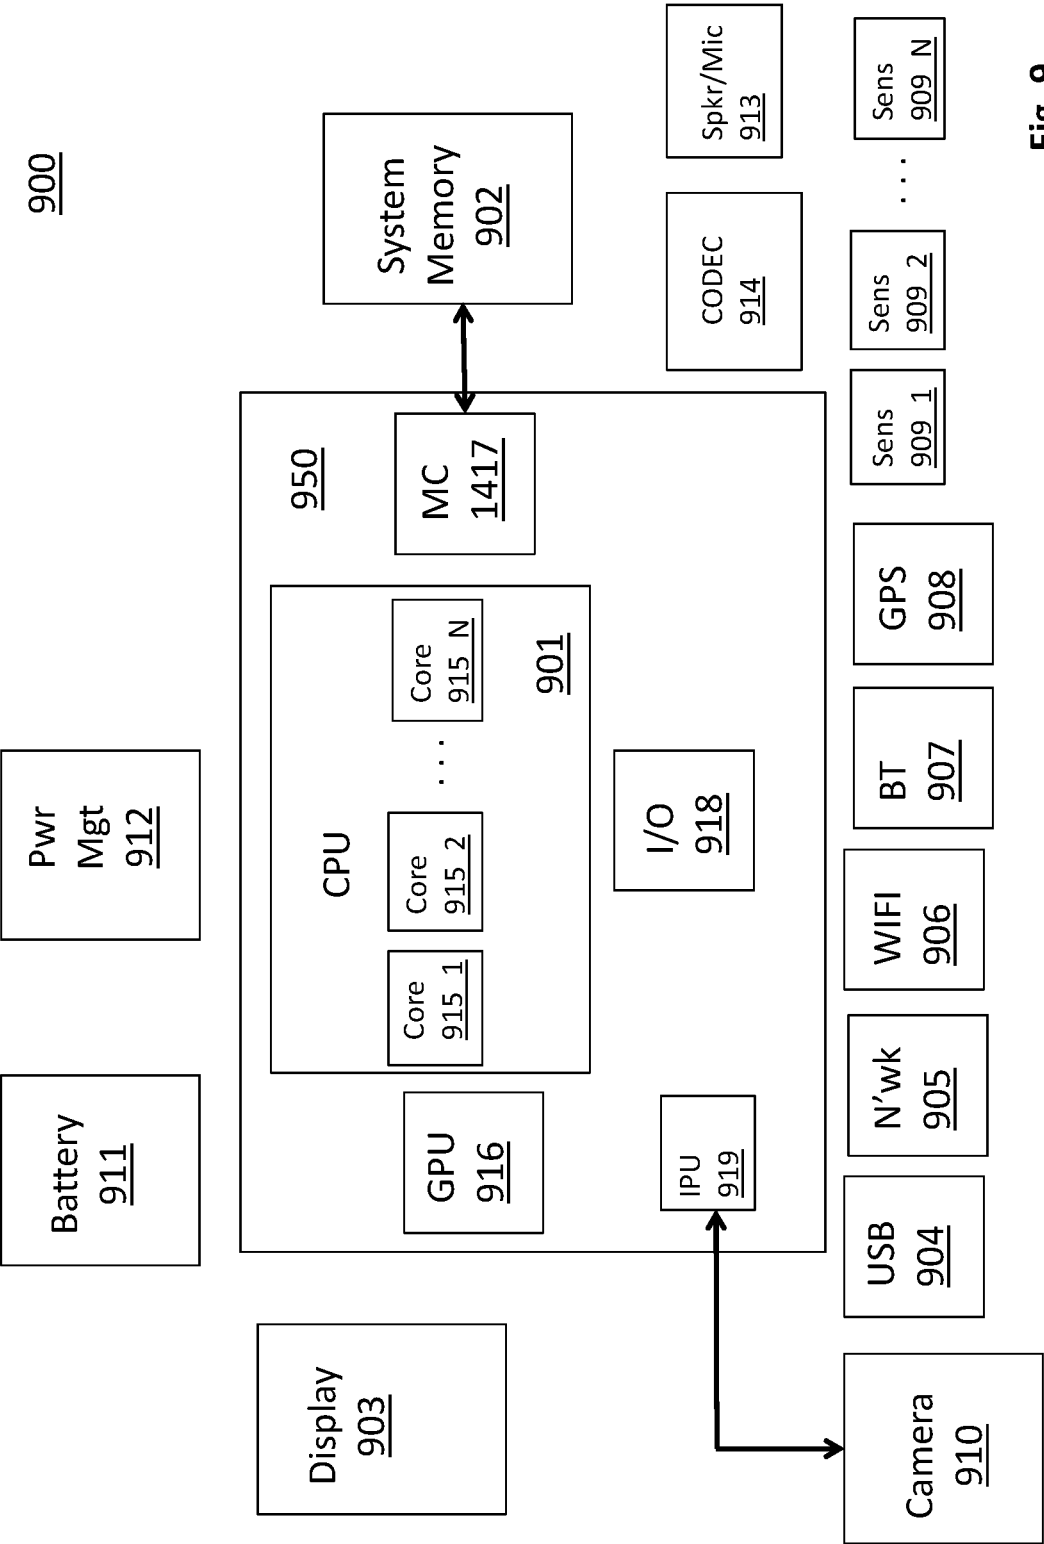 900
Battery
911
Pwr
Mgt
912
Display
903
950
System
Memory
902
CPU
Core
915_1
Core
915_2
. . .
Core
915_N
901
GPU
916
MC
1417
IPU
919
I/O
918
CODEC
914
Spkr/Mic
913
Camera
910
USB
904
N'wk
905
WIFI
906
BT
907
GPS
908
Sens
909_1
Sens
909_2
. . .
Sens
909_N
Fig. 9